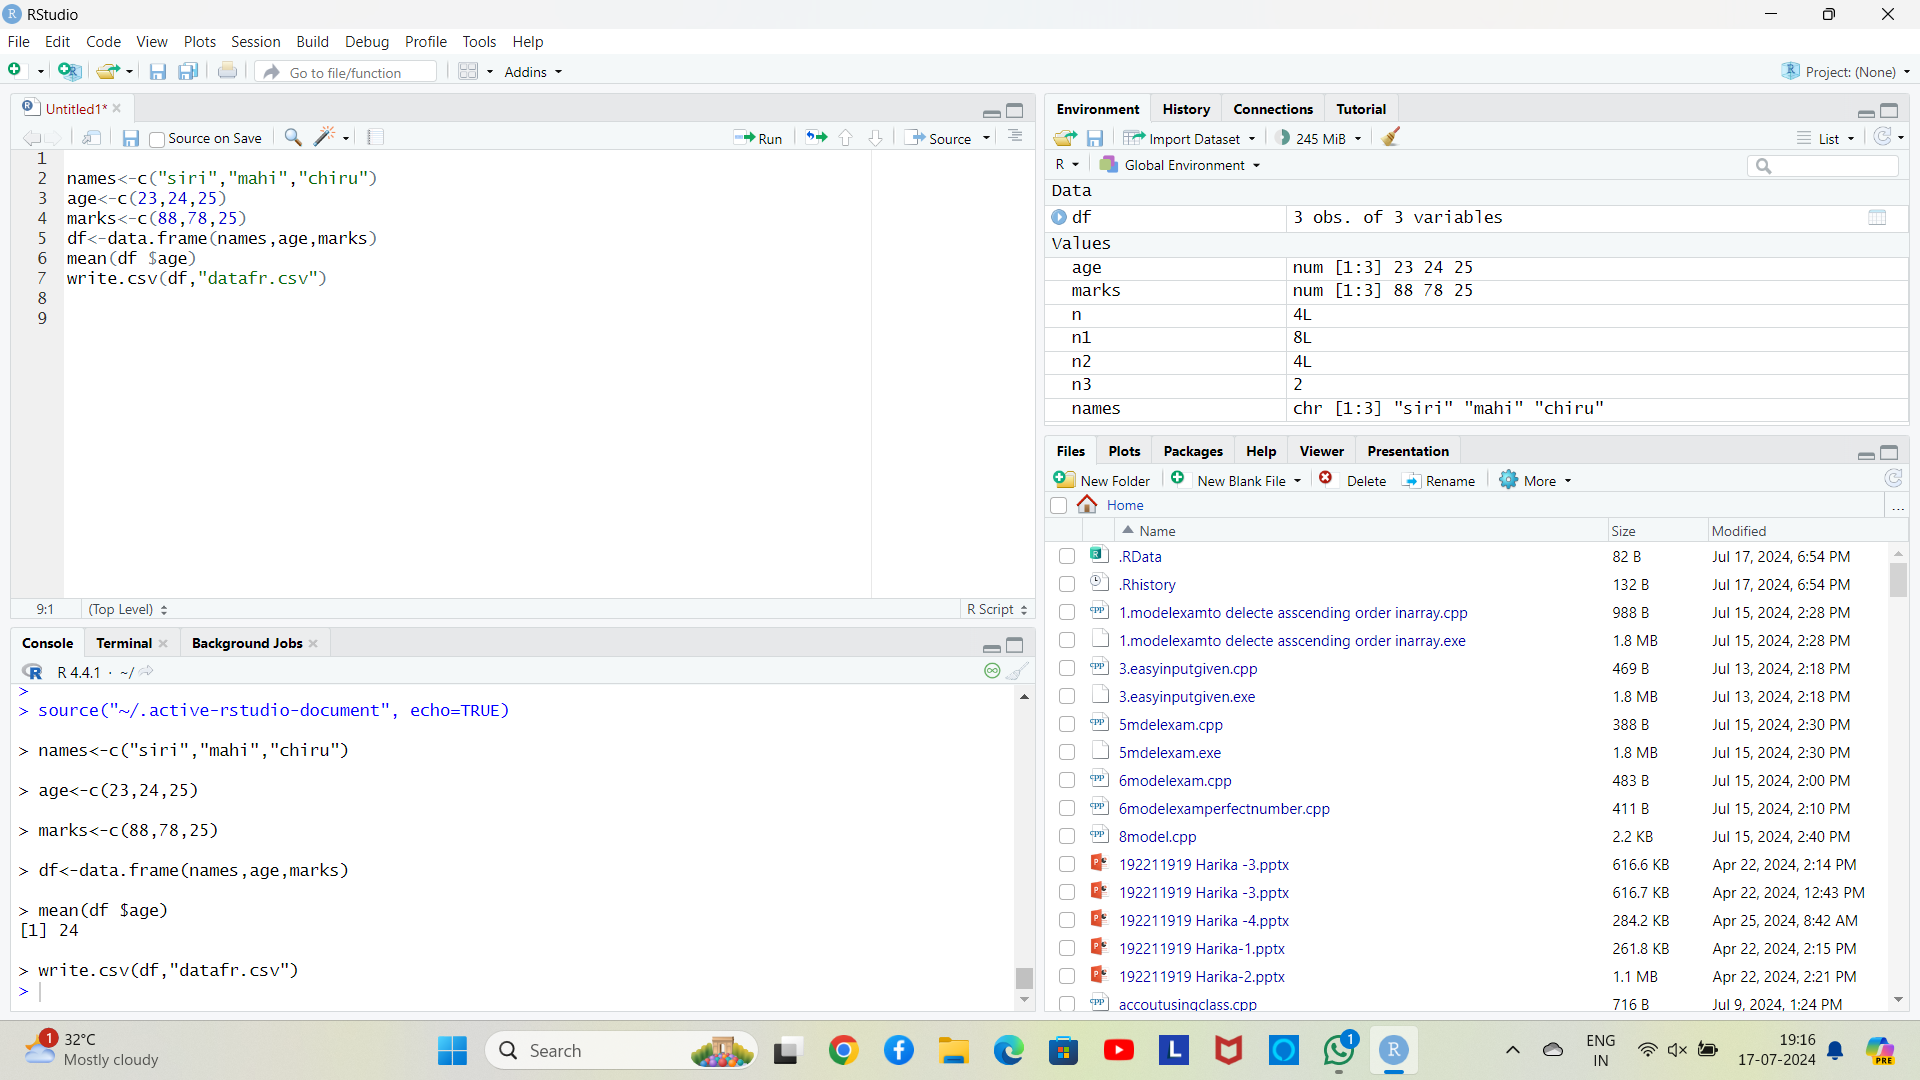 RStudio
File Edit Code View Plots Session Build Debug Profile Tools Help
Go to file/function Addins Project: (None)
Untitled1*
Source on Save Run Source
1
2 names<-c("siri","mahi","chiru")
3 age<-c(23,24,25)
4 marks<-c(88,78,25)
5 df<-data.frame(names,age,marks)
6 mean(df $age)
7 write.csv(df,"datafr.csv")
8
9
9:1 (Top Level) R Script
Console Terminal Background Jobs
R 4.4.1 · ~/
>
> source("~/.active-rstudio-document", echo=TRUE)
> names<-c("siri","mahi","chiru")
> age<-c(23,24,25)
> marks<-c(88,78,25)
> df<-data.frame(names,age,marks)
> mean(df $age)
[1] 24
> write.csv(df,"datafr.csv")
>
Environment History Connections Tutorial
Import Dataset 245 MiB List
R Global Environment
Data
df 3 obs. of 3 variables
Values
age num [1:3] 23 24 25
marks num [1:3] 88 78 25
n 4L
n1 8L
n2 4L
n3 2
names chr [1:3] "siri" "mahi" "chiru"
Files Plots Packages Help Viewer Presentation
New Folder New Blank File Delete Rename More
Home ...
Name Size Modified
.RData 82 B Jul 17, 2024, 6:54 PM
.Rhistory 132 B Jul 17, 2024, 6:54 PM
1.modelexamto delecte asscending order inarray.cpp 988 B Jul 15, 2024, 2:28 PM
1.modelexamto delecte asscending order inarray.exe 1.8 MB Jul 15, 2024, 2:28 PM
3.easyinputgiven.cpp 469 B Jul 13, 2024, 2:18 PM
3.easyinputgiven.exe 1.8 MB Jul 13, 2024, 2:18 PM
5mdelexam.cpp 388 B Jul 15, 2024, 2:30 PM
5mdelexam.exe 1.8 MB Jul 15, 2024, 2:30 PM
6modelexam.cpp 483 B Jul 15, 2024, 2:00 PM
6modelexamperfectnumber.cpp 411 B Jul 15, 2024, 2:10 PM
8model.cpp 2.2 KB Jul 15, 2024, 2:40 PM
192211919 Harika -3.pptx 616.6 KB Apr 22, 2024, 2:14 PM
192211919 Harika -3.pptx 616.7 KB Apr 22, 2024, 12:43 PM
192211919 Harika -4.pptx 284.2 KB Apr 25, 2024, 8:42 AM
192211919 Harika-1.pptx 261.8 KB Apr 22, 2024, 2:15 PM
192211919 Harika-2.pptx 1.1 MB Apr 22, 2024, 2:21 PM
accoutusingclass.cpp 716 B Jul 9, 2024, 1:24 PM
1 32°C
Mostly cloudy
Search
L
1
R
ENG
IN
19:16
17-07-2024
PRE